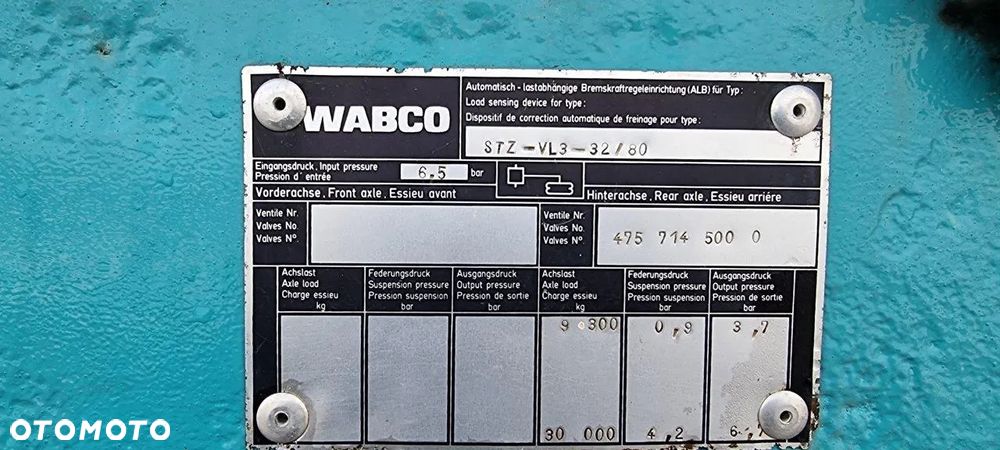 WABCO
Automatisch - lastabhängige Bremskraftregeleinrichtung (ALB) für Typ:
Load sensing device for type:
Dispositif de correction automatique de freinage pour type:
STZ-VL3-32/80
Eingangsdruck, Input pressure
Pression d'entrée
6,5 bar
Vorderachse, Front axle, Essieu avant
Hinterachse, Rear axle, Essieu arriére
Ventile Nr.
Valves No.
Valves N°.
Ventile Nr.
Valves No.
Valves N°.
475 714 500 0
Achslast
Axle load
Charge essieu
kg
Federungsdruck
Suspension pressure
Pression suspension
bar
Ausgangsdruck
Output pressure
Pression de sortie
bar
Achslast
Axle load
Charge essieu
kg
Federungsdruck
Suspension pressure
Pression suspension
bar
Ausgangsdruck
Output pressure
Pression de sortie
bar
9.300 0,9 3,7
30 000 4,2
OTOMOTO